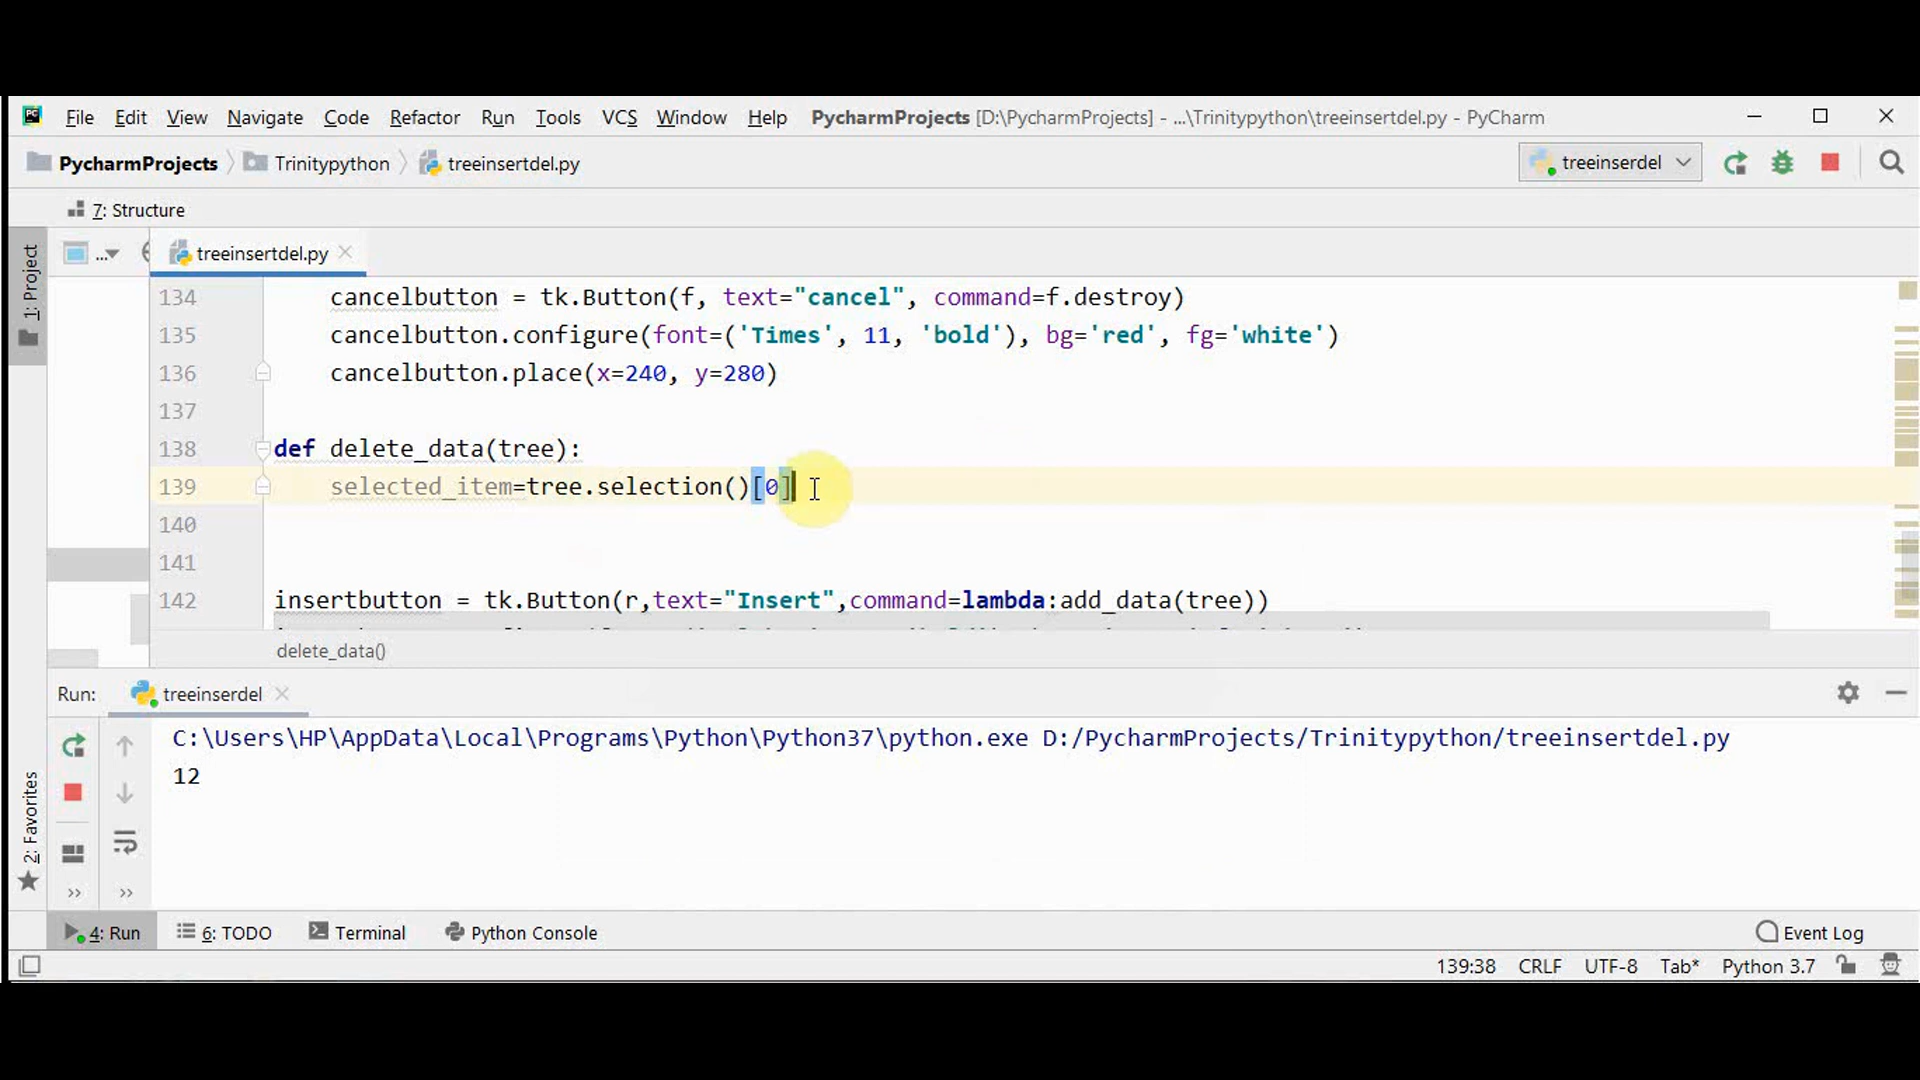 File Edit View Navigate Code Refactor Run Tools VCS Window Help PycharmProjects [D:\PycharmProjects] - ...\Trinitypython\treeinsertdel.py - PyCharm
PycharmProjects Trinitypython treeinsertdel.py treeinserdel
7: Structure
1: Project
... treeinsertdel.py
134 cancelbutton = tk.Button(f, text="cancel", command=f.destroy)
135 cancelbutton.configure(font=('Times', 11, 'bold'), bg='red', fg='white')
136 cancelbutton.place(x=240, y=280)
137
138 def delete_data(tree):
139 selected_item=tree.selection()[0]
140
141
142 insertbutton = tk.Button(r,text="Insert",command=lambda:add_data(tree))
delete_data()
Run: treeinserdel
C:\Users\HP\AppData\Local\Programs\Python\Python37\python.exe D:/PycharmProjects/Trinitypython/treeinsertdel.py
12
2: Favorites
4: Run 6: TODO Terminal Python Console Event Log
139:38 CRLF UTF-8 Tab* Python 3.7